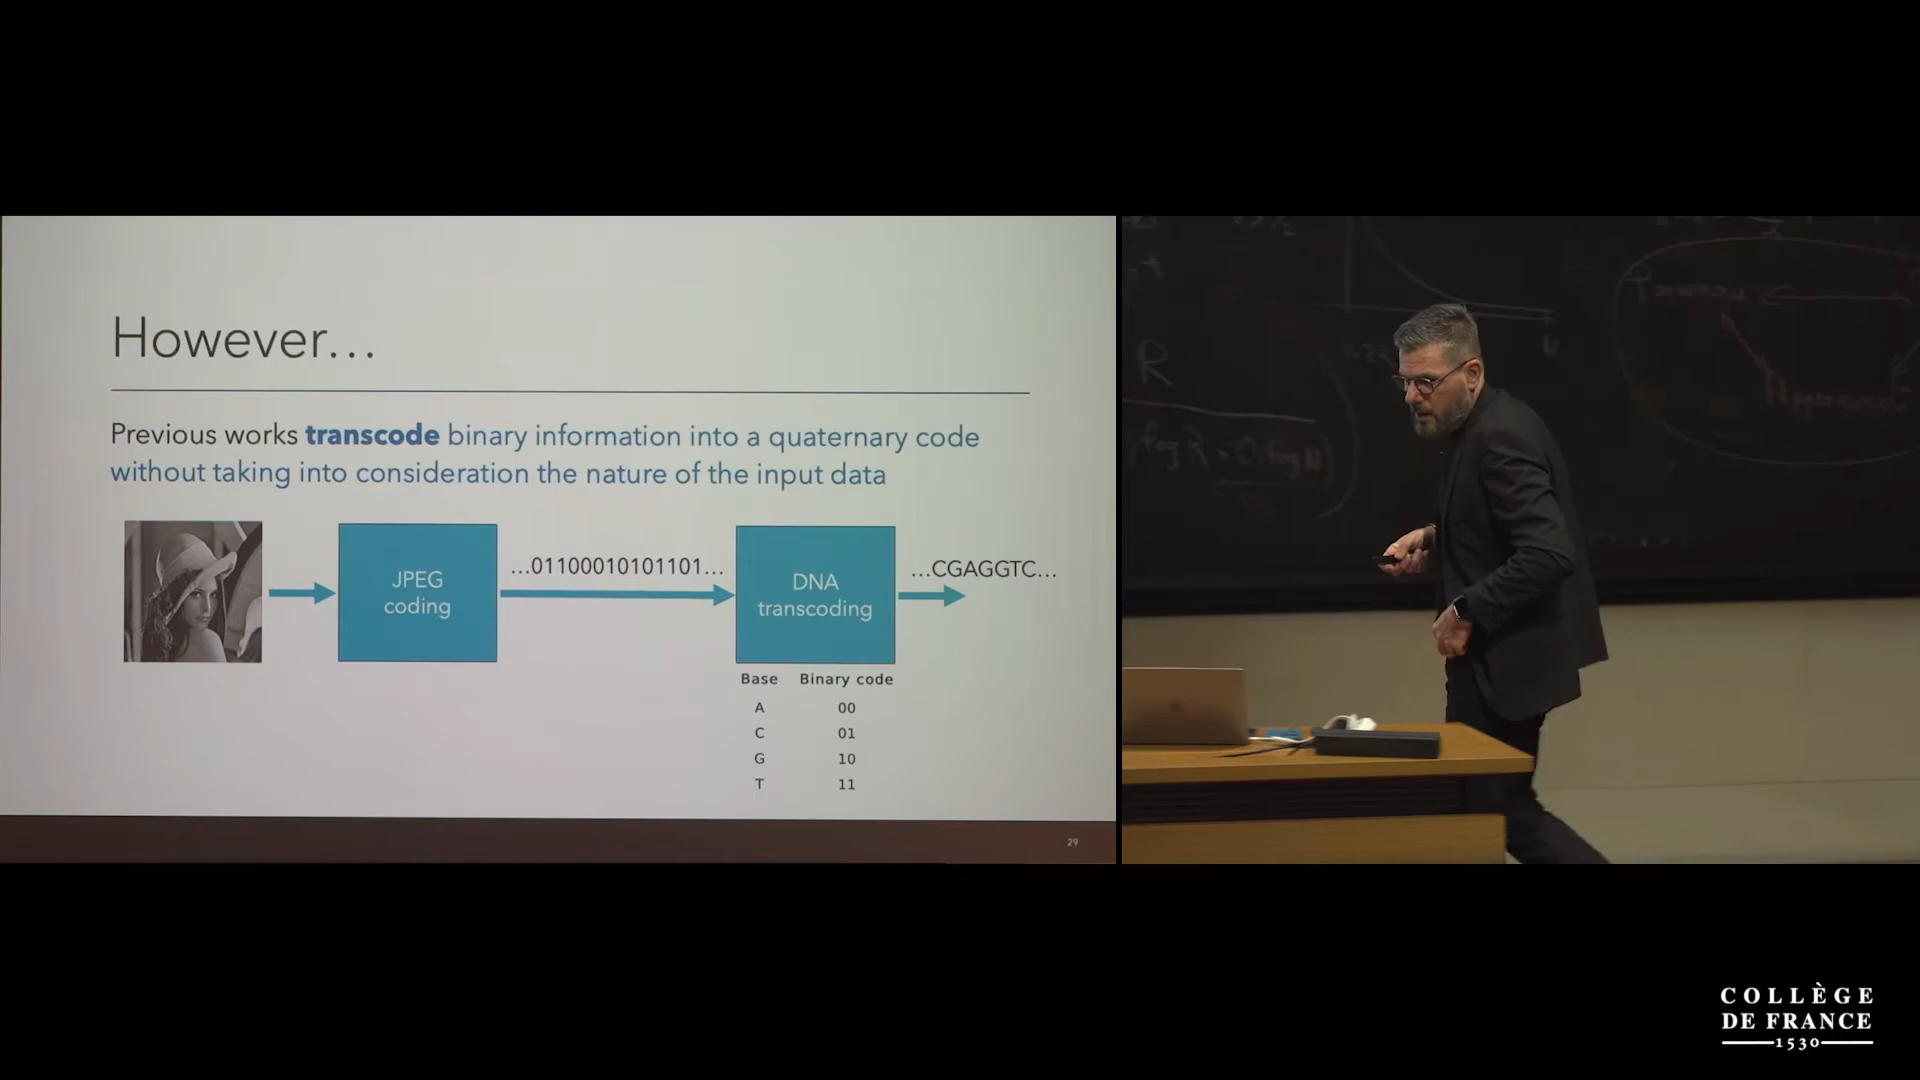 However...
Previous works transcode binary information into a quaternary code
without taking into consideration the nature of the input data
JPEG
coding
...01100010101101...
DNA
transcoding
...CGAGGTC...
Base Binary code
A 00
C 01
G 10
T 11
29
R
log R
COLLÈGE
DE FRANCE
1530